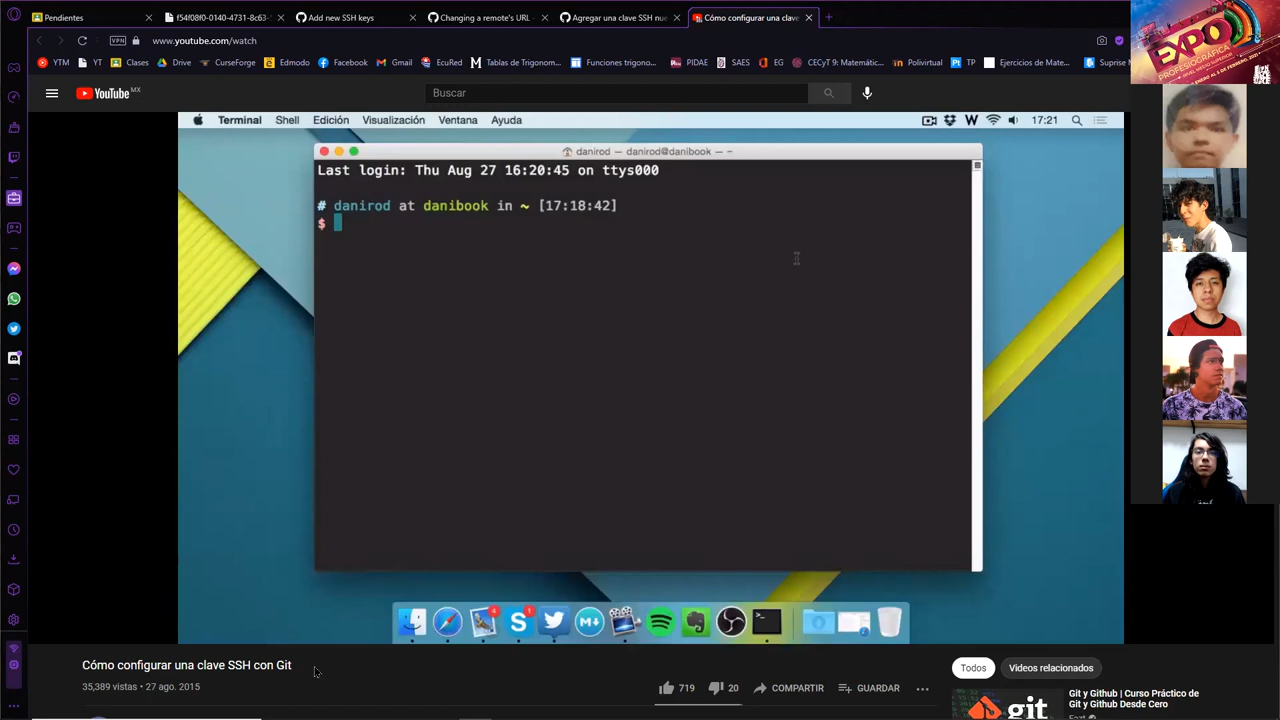 Pendientes
f54f08f0-0140-4731-8c63-
Add new SSH keys
Changing a remote's URL -
Agregar una clave SSH nue
Cómo configurar una clave
VPN
www.youtube.com/watch
YTM
YT
Clases
Drive
CurseForge
Edmodo
Facebook
Gmail
EcuRed
Tablas de Trigonom...
Funciones trigono...
PIDAE
SAES
EG
CECyT 9: Matemátic...
Polivirtual
TP
Ejercicios de Mate...
Suprise M
EXPO
PROFESIOGRÁFICA
YouTube MX
Buscar
Terminal Shell Edición Visualización Ventana Ayuda
17:21
danirod — danirod@danibook — ~
Last login: Thu Aug 27 16:20:45 on ttys000
# danirod at danibook in ~ [17:18:42]
$
Cómo configurar una clave SSH con Git
35,389 vistas • 27 ago. 2015
719
20
COMPARTIR
GUARDAR
Todos
Videos relacionados
git
Git y Github | Curso Práctico de
Git y Github Desde Cero